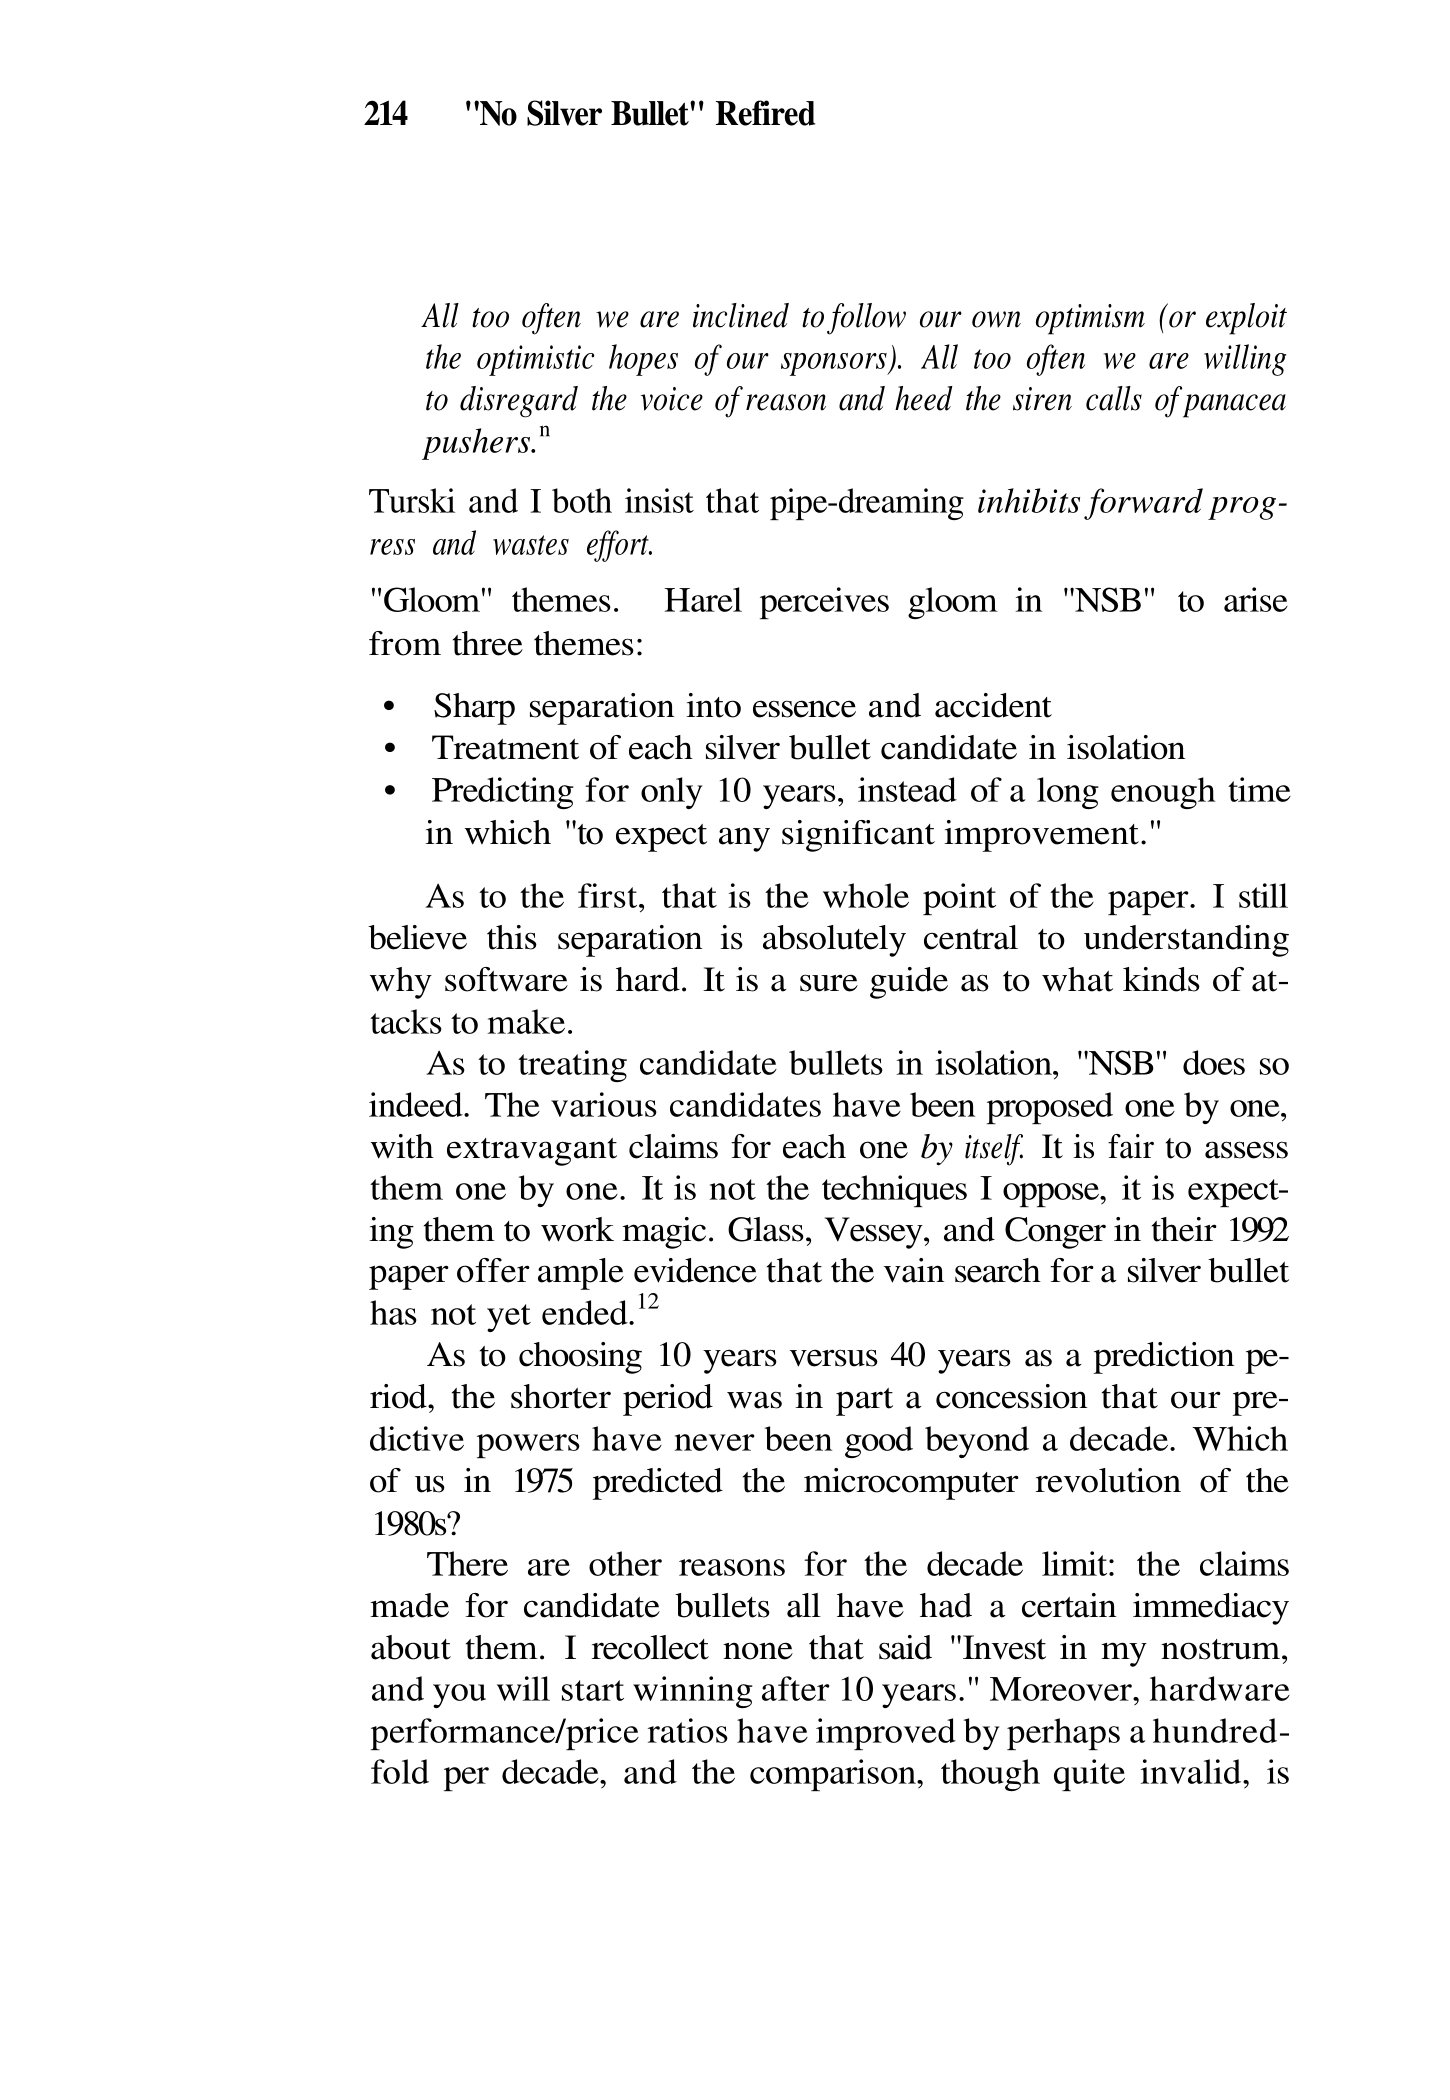 214 "No Silver Bullet" Refired
All too often we are inclined to follow our own optimism (or exploit
the optimistic hopes of our sponsors). All too often we are willing
to disregard the voice of reason and heed the siren calls of panacea
pushers.n
Turski and I both insist that pipe-dreaming inhibits forward prog-
ress and wastes effort.
"Gloom" themes. Harel perceives gloom in "NSB" to arise
from three themes:
• Sharp separation into essence and accident
• Treatment of each silver bullet candidate in isolation
• Predicting for only 10 years, instead of a long enough time
in which "to expect any significant improvement."
As to the first, that is the whole point of the paper. I still
believe this separation is absolutely central to understanding
why software is hard. It is a sure guide as to what kinds of at-
tacks to make.
As to treating candidate bullets in isolation, "NSB" does so
indeed. The various candidates have been proposed one by one,
with extravagant claims for each one by itself. It is fair to assess
them one by one. It is not the techniques I oppose, it is expect-
ing them to work magic. Glass, Vessey, and Conger in their 1992
paper offer ample evidence that the vain search for a silver bullet
has not yet ended.12
As to choosing 10 years versus 40 years as a prediction pe-
riod, the shorter period was in part a concession that our pre-
dictive powers have never been good beyond a decade. Which
of us in 1975 predicted the microcomputer revolution of the
1980s?
There are other reasons for the decade limit: the claims
made for candidate bullets all have had a certain immediacy
about them. I recollect none that said "Invest in my nostrum,
and you will start winning after 10 years." Moreover, hardware
performance/price ratios have improved by perhaps a hundred-
fold per decade, and the comparison, though quite invalid, is